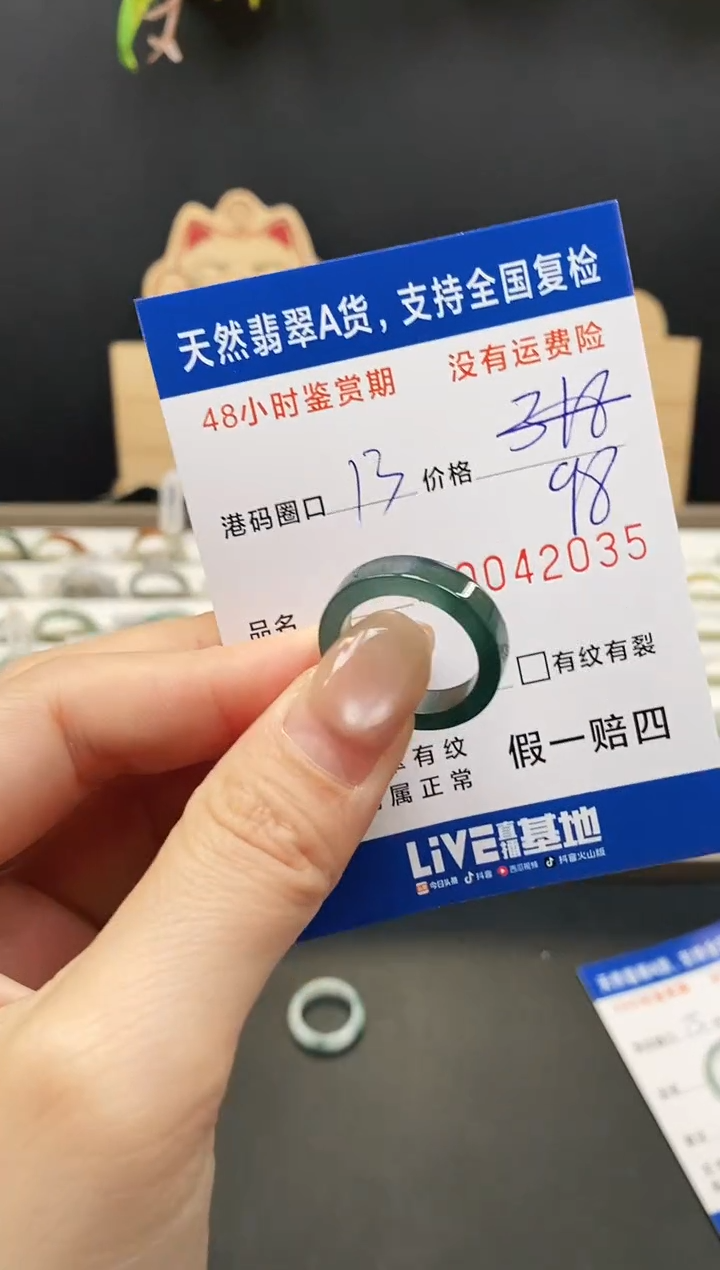 天然翡翠A货，支持全国复检
48小时鉴赏期 没有运费险
318
港码圈口 13 价格 98
0042035
品名
□有纹有裂
有纹 假一赔四
属正常
LiVE直播基地
今日头条 抖音 西瓜视频 抖音火山版